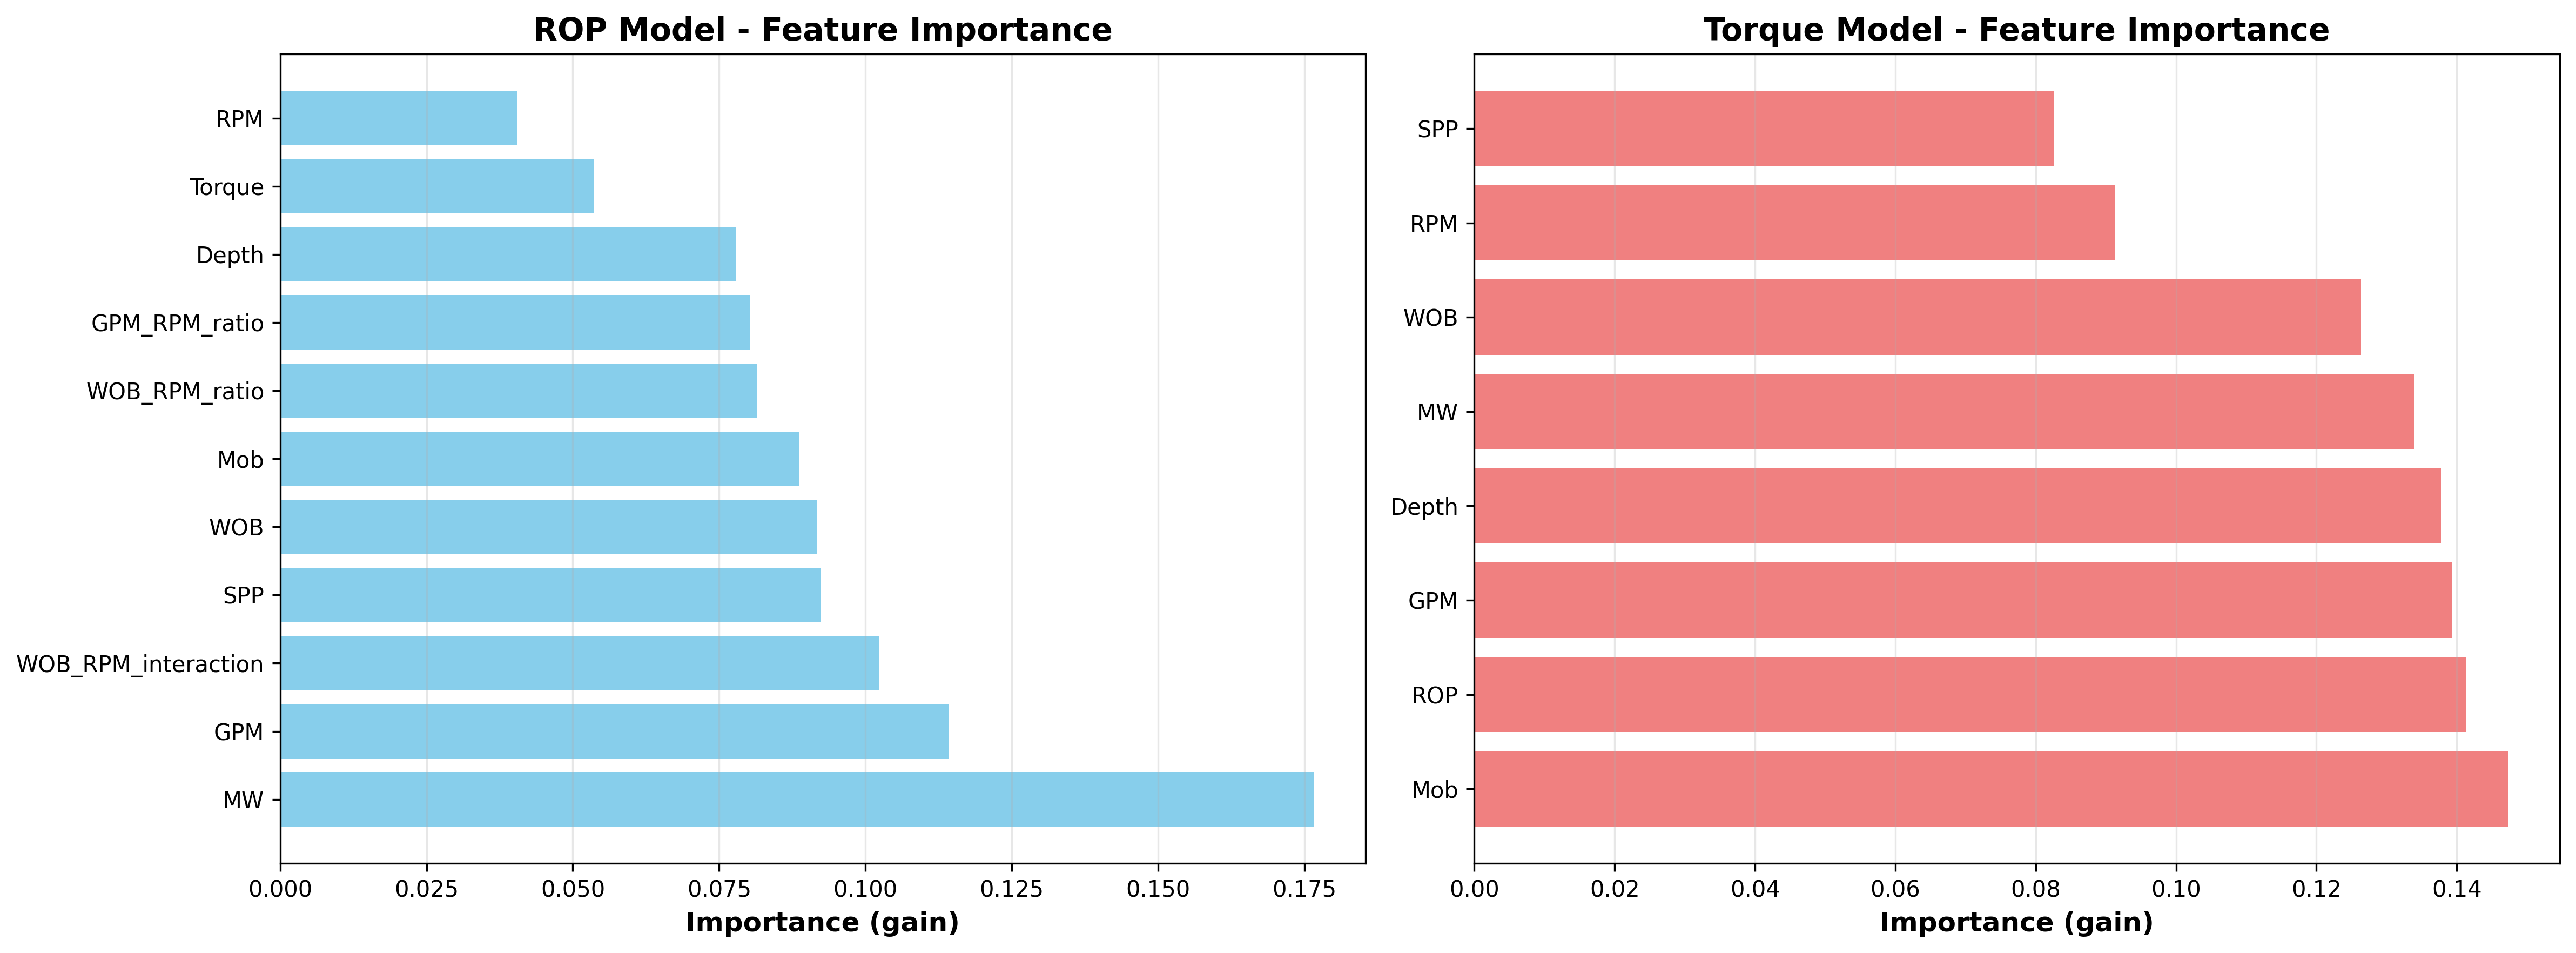 ROP Model - Feature Importance
RPM
Torque
Depth
GPM_RPM_ratio
WOB_RPM_ratio
Mob
WOB
SPP
WOB_RPM_interaction
GPM
MW
0.000 0.025 0.050 0.075 0.100 0.125 0.150 0.175
Importance (gain)
Torque Model - Feature Importance
SPP
RPM
WOB
MW
Depth
GPM
ROP
Mob
0.00 0.02 0.04 0.06 0.08 0.10 0.12 0.14
Importance (gain)